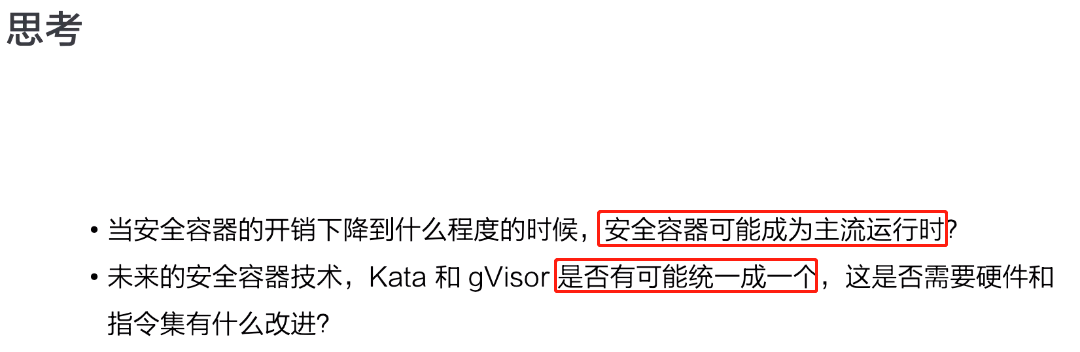 思考
• 当安全容器的开销下降到什么程度的时候，安全容器可能成为主流运行时?
• 未来的安全容器技术，Kata 和 gVisor 是否有可能统一成一个，这是否需要硬件和
指令集有什么改进?